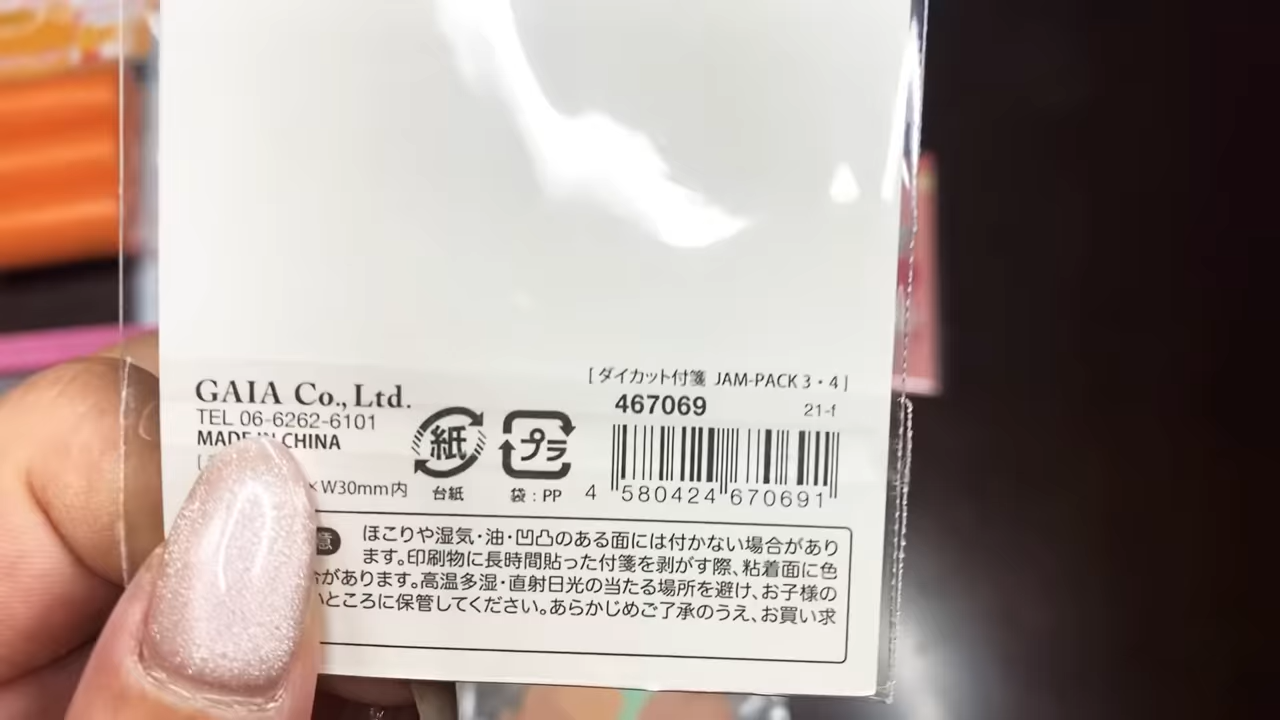 GAIA Co., Ltd.
TEL 06-6262-6101
MADE IN CHINA
×W30mm内
紙
台紙
プラ
袋：PP
[ ダイカット付箋 JAM-PACK 3・4 ]
467069
21-f
4 580424 670691
意
ほこりや湿気・油・凹凸のある面には付かない場合があり
ます。印刷物に長時間貼った付箋を剥がす際、粘着面に色
があります。高温多湿・直射日光の当たる場所を避け、お子様の
ところに保管してください。あらかじめご了承のうえ、お買い求